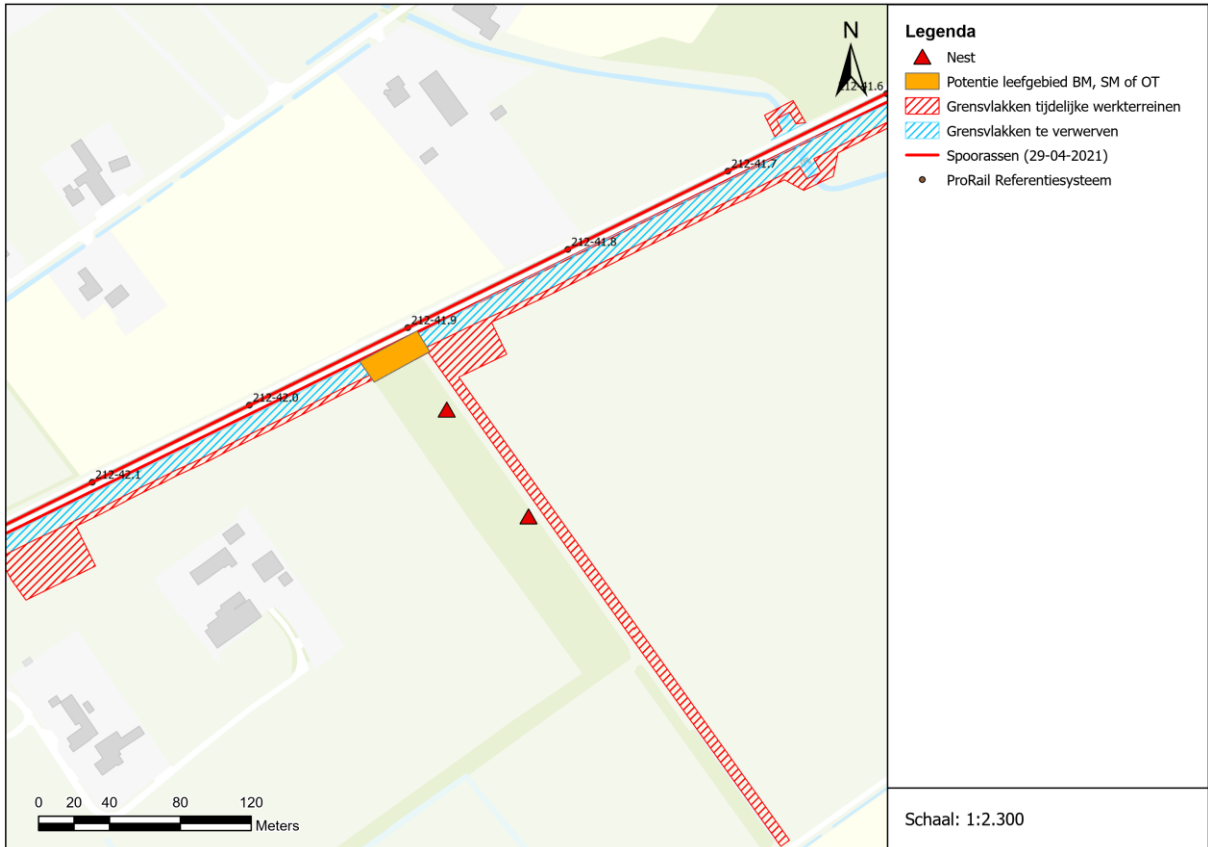 N
212-41.6
212-41.7
212-41.8
212-41.9
212-42.0
212-42.1
0 20 40 80 120
Meters
Legenda
Nest
Potentie leefgebied BM, SM of OT
Grensvlakken tijdelijke werkterreinen
Grensvlakken te verwerven
Spoorassen (29-04-2021)
ProRail Referentiesysteem
Schaal: 1:2.300